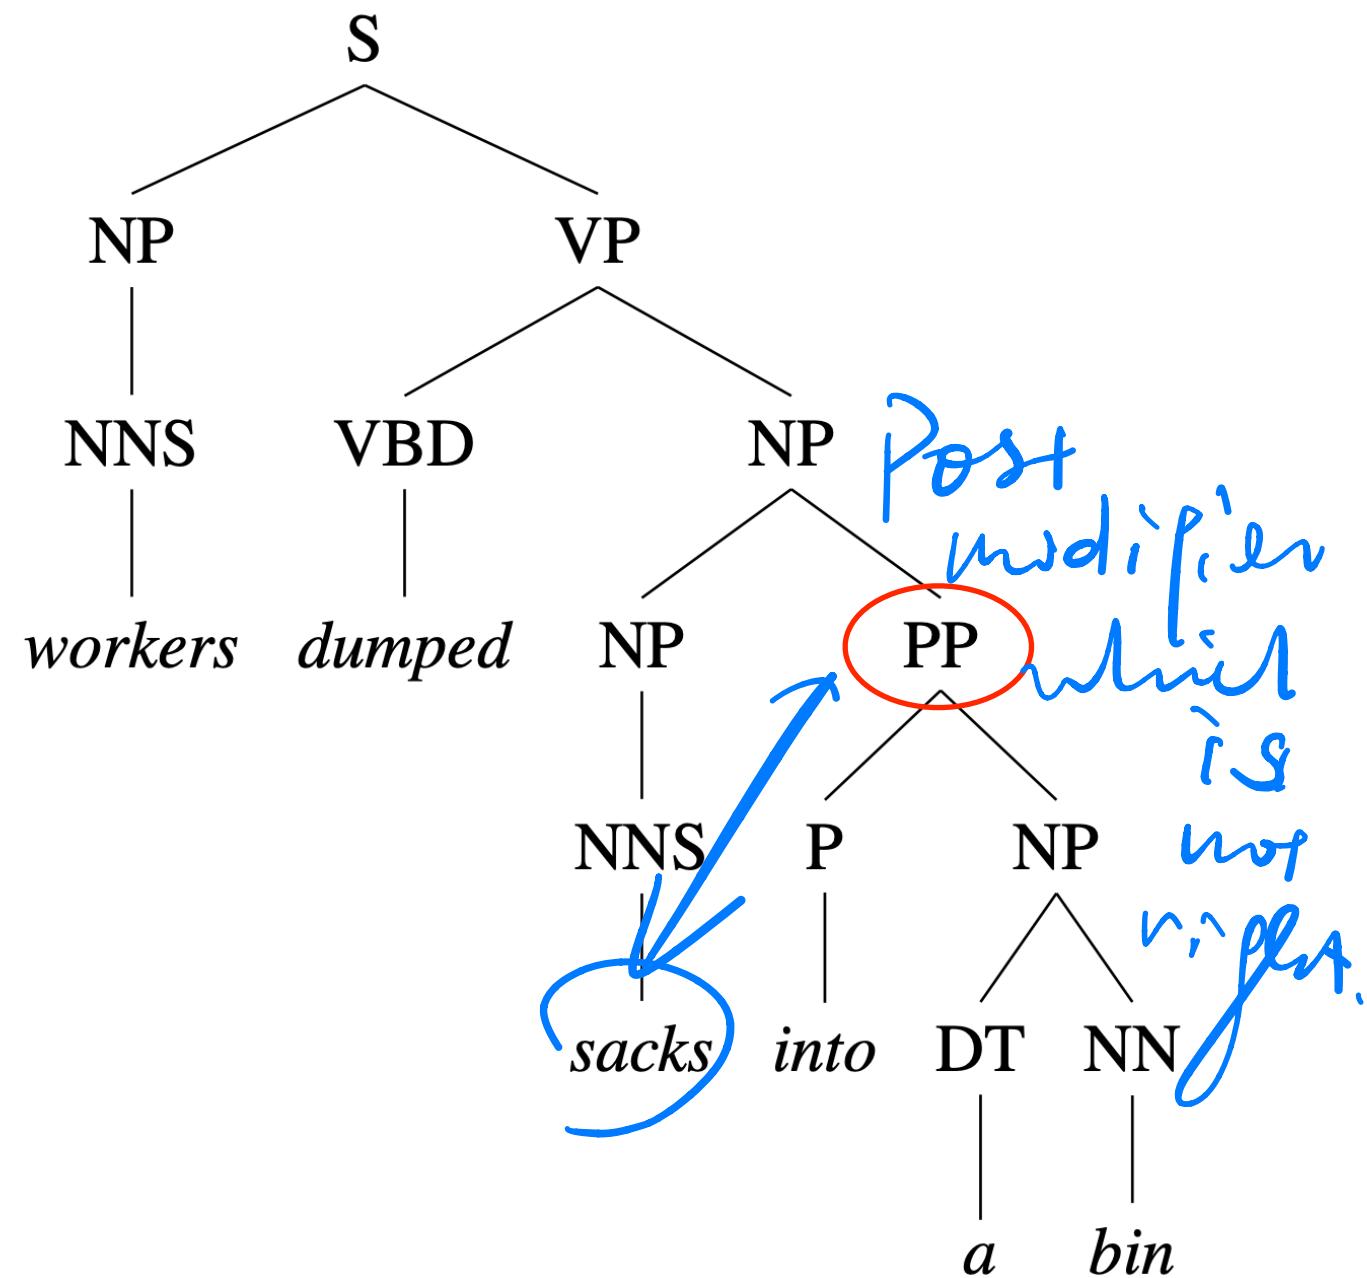 S
NP VP
NNS VBD NP
Post
modifier
workers dumped NP PP
which
is
NNS P NP
not
right.
sacks into DT NN
a bin